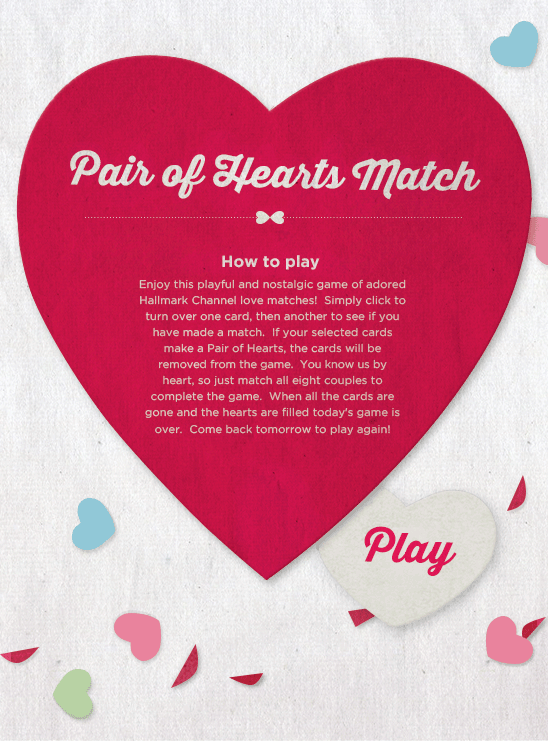 Pair of Hearts Match
How to play
Enjoy this playful and nostalgic game of adored
Hallmark Channel love matches!  Simply click to
turn over one card, then another to see if you
have made a match.  If your selected cards
make a Pair of Hearts, the cards will be
removed from the game.  You know us by
heart, so just match all eight couples to
complete the game.  When all the cards are
gone and the hearts are filled today's game is
over.  Come back tomorrow to play again!
Play